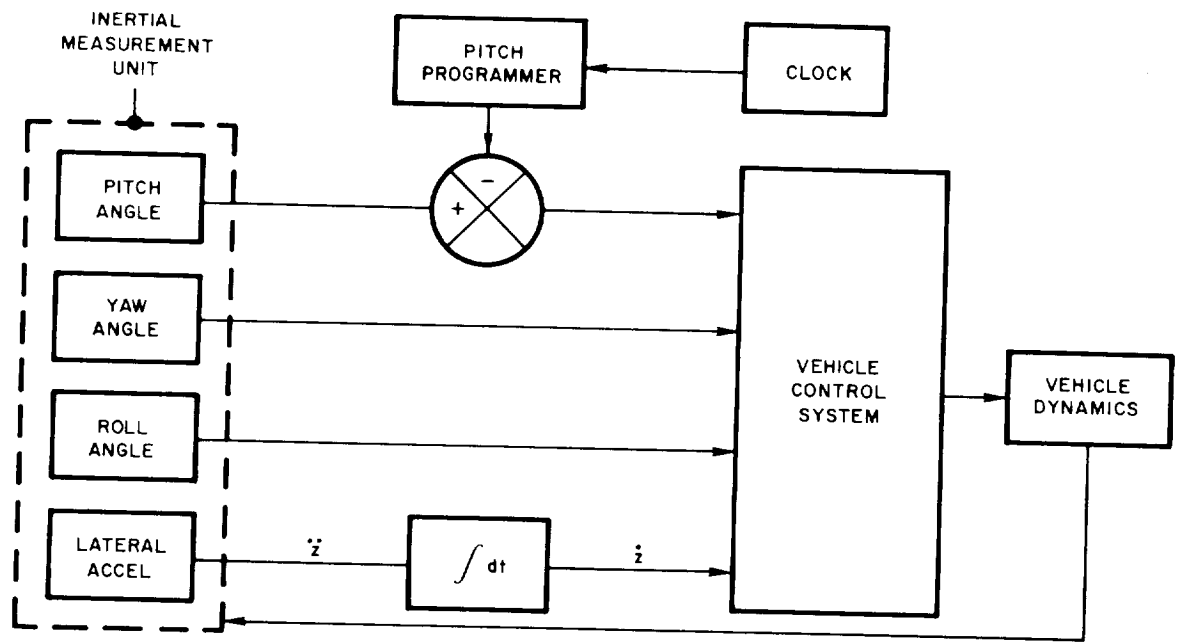 INERTIAL
MEASUREMENT
UNIT
PITCH
PROGRAMMER
CLOCK
PITCH
ANGLE
−
+
YAW
ANGLE
VEHICLE
CONTROL
SYSTEM
VEHICLE
DYNAMICS
ROLL
ANGLE
LATERAL
ACCEL
z̈
∫ dt
ż